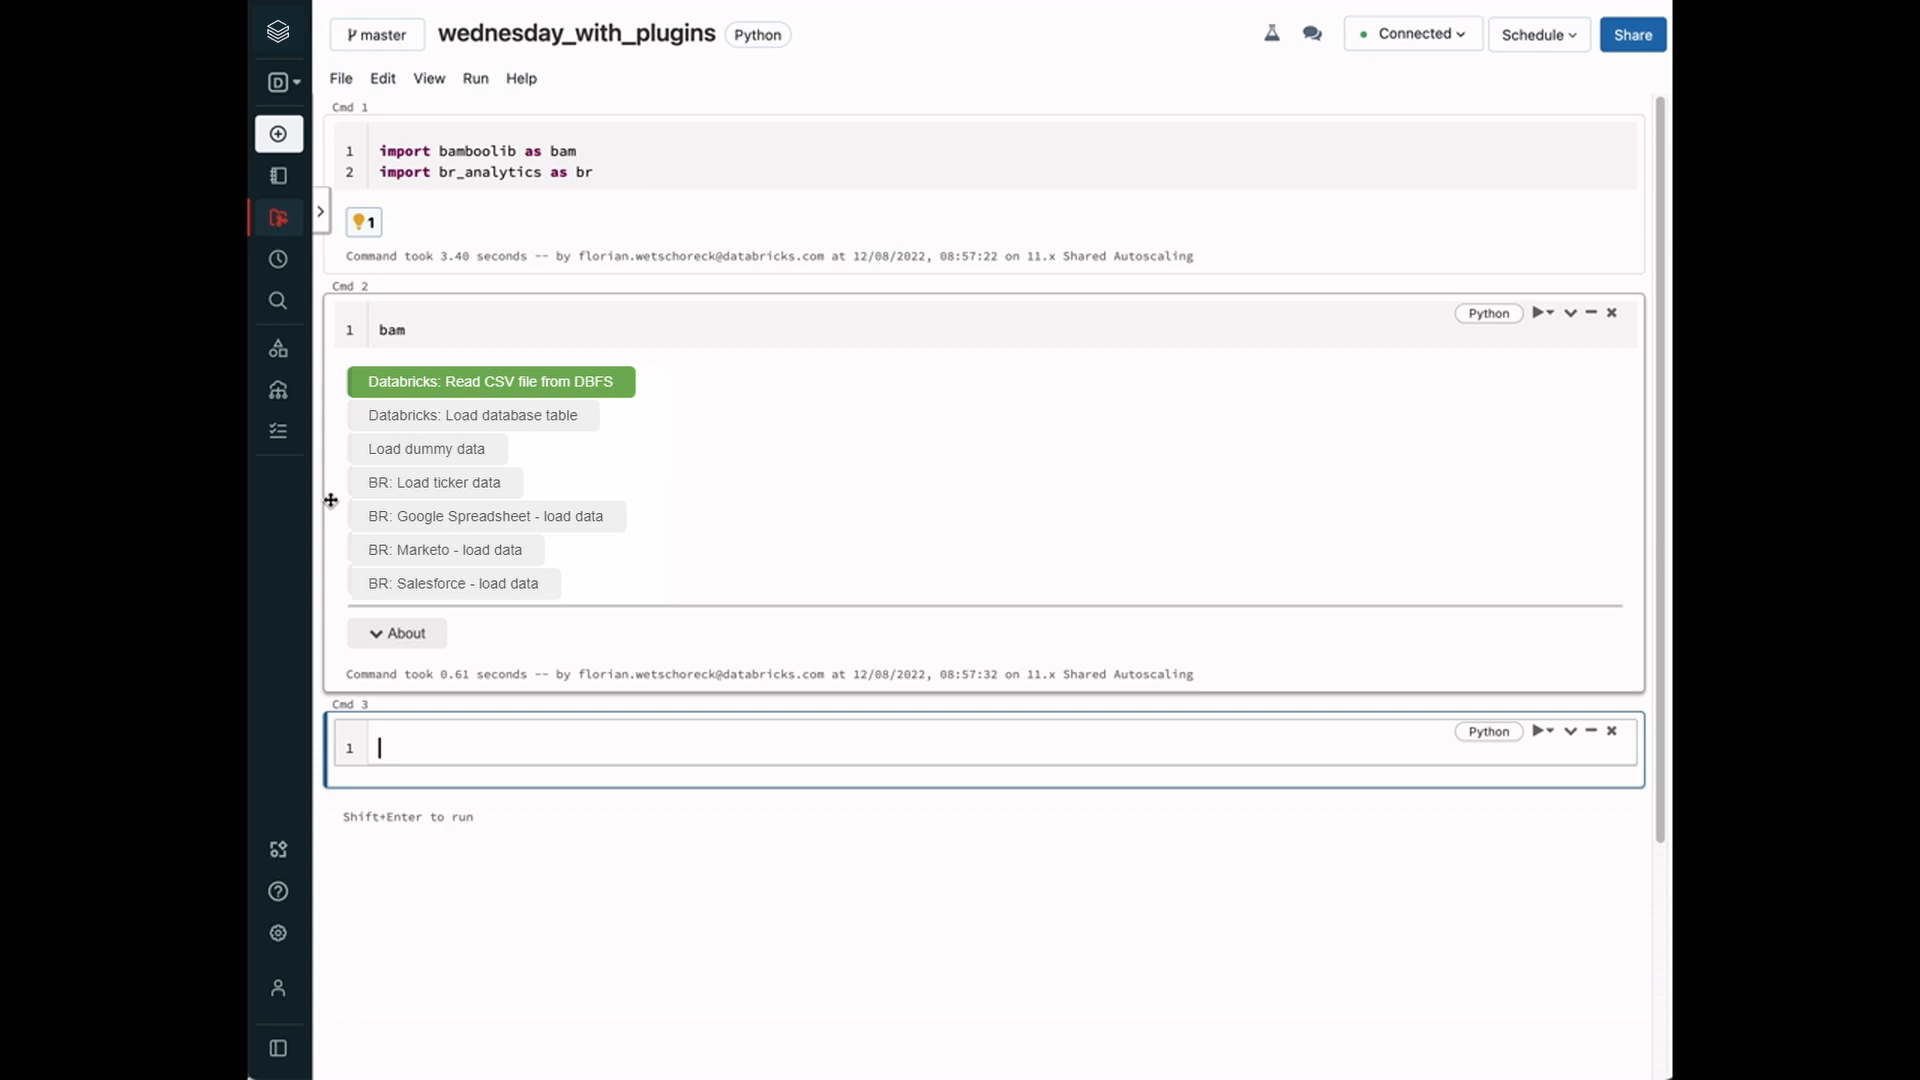 master
wednesday_with_plugins
Python
Connected
Schedule
Share
D
File Edit View Run Help
Cmd 1
1 import bamboolib as bam
2 import br_analytics as br
1
Command took 3.40 seconds -- by florian.wetschoreck@databricks.com at 12/08/2022, 08:57:22 on 11.x Shared Autoscaling
Cmd 2
Python
1 bam
Databricks: Read CSV file from DBFS
Databricks: Load database table
Load dummy data
BR: Load ticker data
BR: Google Spreadsheet - load data
BR: Marketo - load data
BR: Salesforce - load data
About
Command took 0.61 seconds -- by florian.wetschoreck@databricks.com at 12/08/2022, 08:57:32 on 11.x Shared Autoscaling
Cmd 3
Python
1
Shift+Enter to run